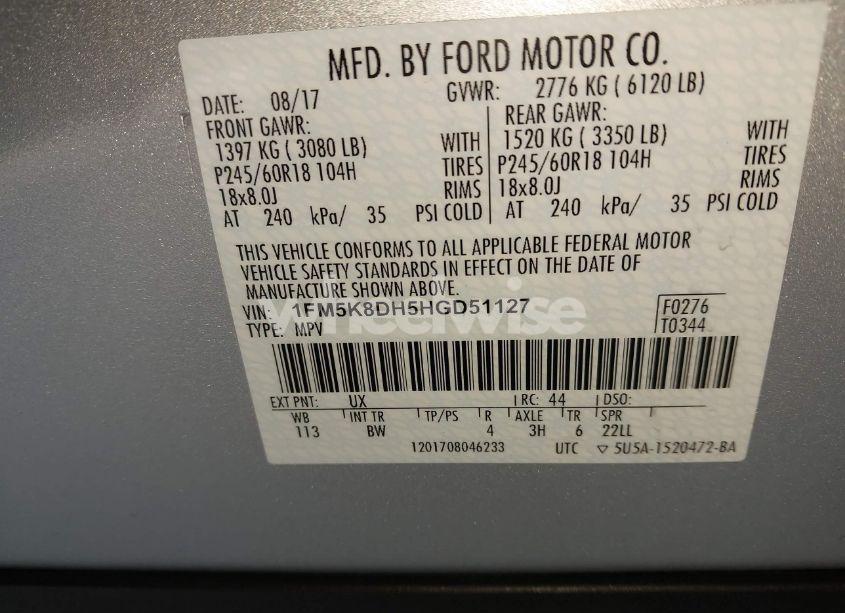 MFD. BY FORD MOTOR CO.
DATE: 08/17 GVWR: 2776 KG ( 6120 LB)
FRONT GAWR: REAR GAWR:
1397 KG ( 3080 LB) WITH 1520 KG ( 3350 LB) WITH
P245/60R18 104H TIRES P245/60R18 104H TIRES
18x8.0J RIMS 18x8.0J RIMS
AT 240 kPa/ 35 PSI COLD AT 240 kPa/ 35 PSI COLD
THIS VEHICLE CONFORMS TO ALL APPLICABLE FEDERAL MOTOR
VEHICLE SAFETY STANDARDS IN EFFECT ON THE DATE OF
MANUFACTURE SHOWN ABOVE.
VIN: 1FM5K8DH5HGD51127 F0276
TYPE: MPV T0344
wheelwise
EXT PNT: UX RC: 44 DSO:
WB INT TR TP/PS R AXLE TR SPR
113 BW 4 3H 6 22LL
1201708046233 UTC ▽ 5U5A-1520472-BA